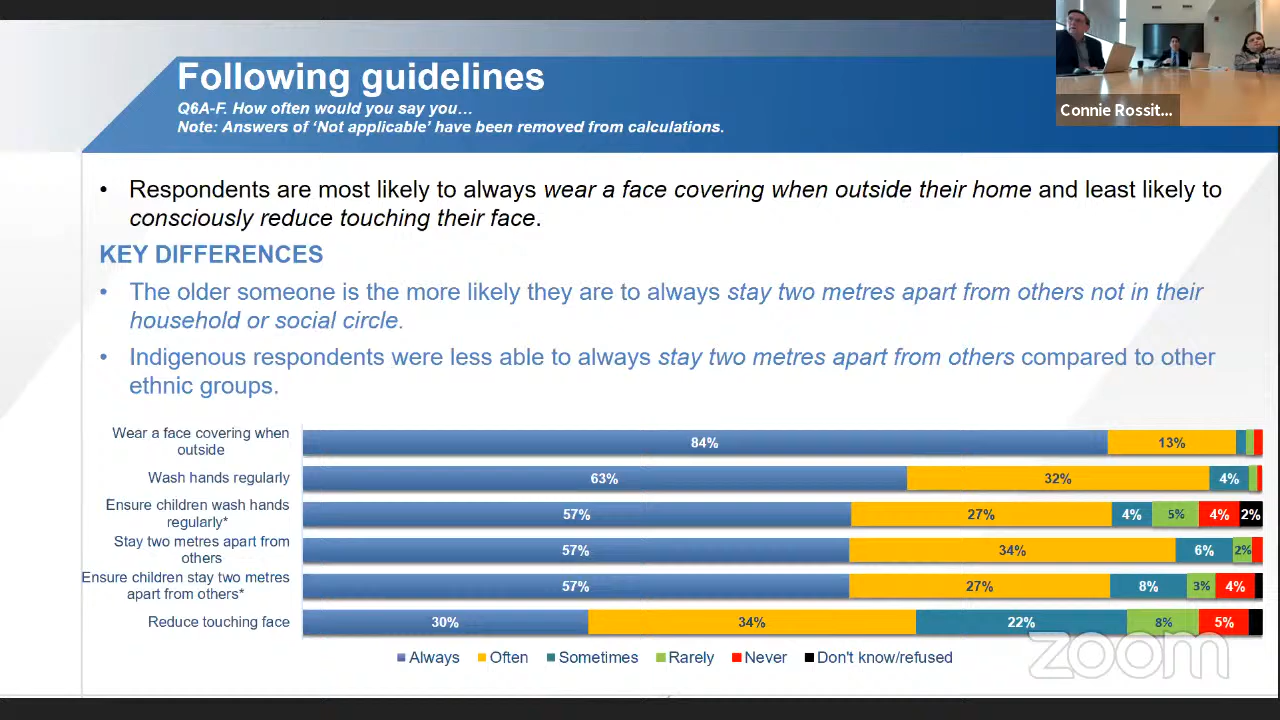 Following guidelines
Q6A-F. How often would you say you…
Note: Answers of ‘Not applicable’ have been removed from calculations.
Connie Rossit...
• Respondents are most likely to always wear a face covering when outside their home and least likely to
consciously reduce touching their face.
KEY DIFFERENCES
• The older someone is the more likely they are to always stay two metres apart from others not in their
household or social circle.
• Indigenous respondents were less able to always stay two metres apart from others compared to other
ethnic groups.
Wear a face covering when
outside
84% 13%
Wash hands regularly
63% 32% 4%
Ensure children wash hands
regularly*
57% 27% 4% 5% 4% 2%
Stay two metres apart from
others
57% 34% 6% 2%
Ensure children stay two metres
apart from others*
57% 27% 8% 3% 4%
Reduce touching face
30% 34% 22% 8% 5%
Always Often Sometimes Rarely Never Don't know/refused
zoom